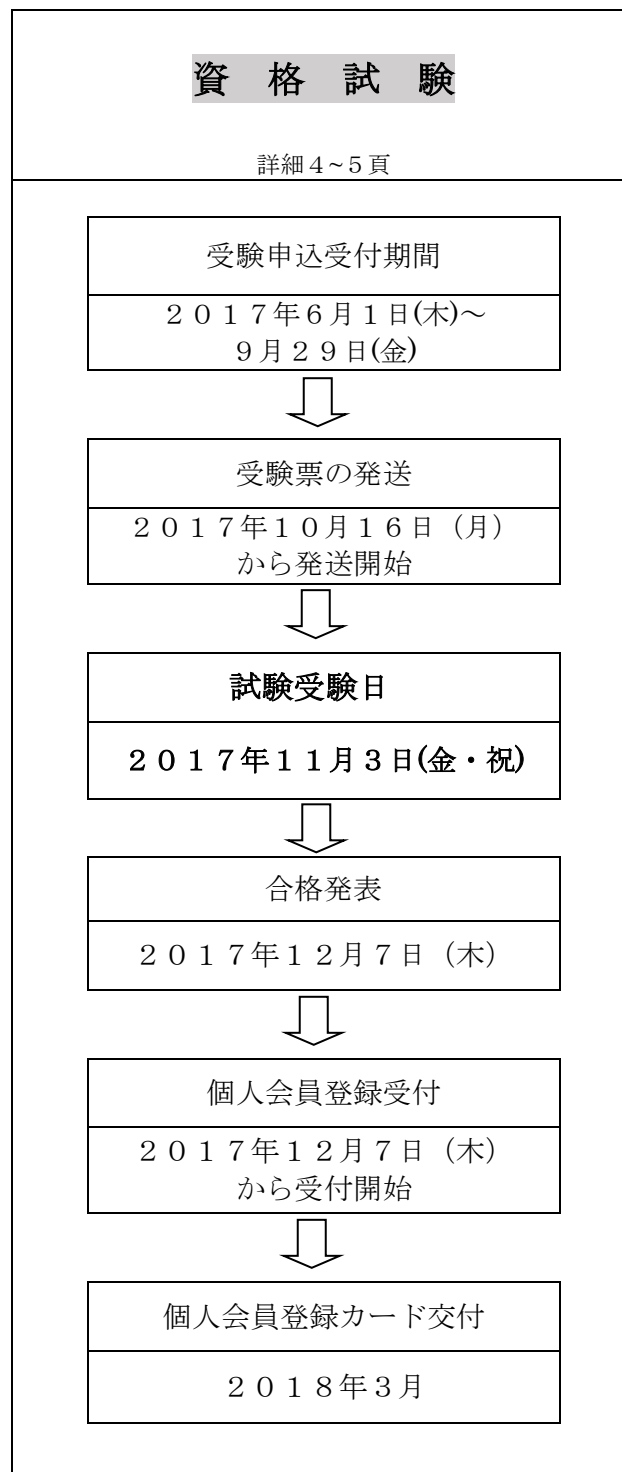 資　格　試　験
詳細４~５頁
受験申込受付期間
２０１７年６月１日(木)～
９月２９日(金)
受験票の発送
２０１７年１０月１６日（月）
から発送開始
試験受験日
２０１７年１１月３日(金・祝)
合格発表
２０１７年１２月７日（木）
個人会員登録受付
２０１７年１２月７日（木）
から受付開始
個人会員登録カード交付
２０１８年３月